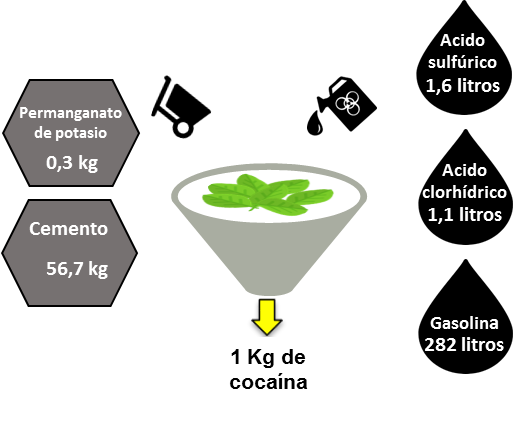 Permanganato
de potasio
0,3 kg
Cemento
56,7 kg
Acido
sulfúrico
1,6 litros
Acido
clorhídrico
1,1 litros
Gasolina
282 litros
1 Kg de
cocaína